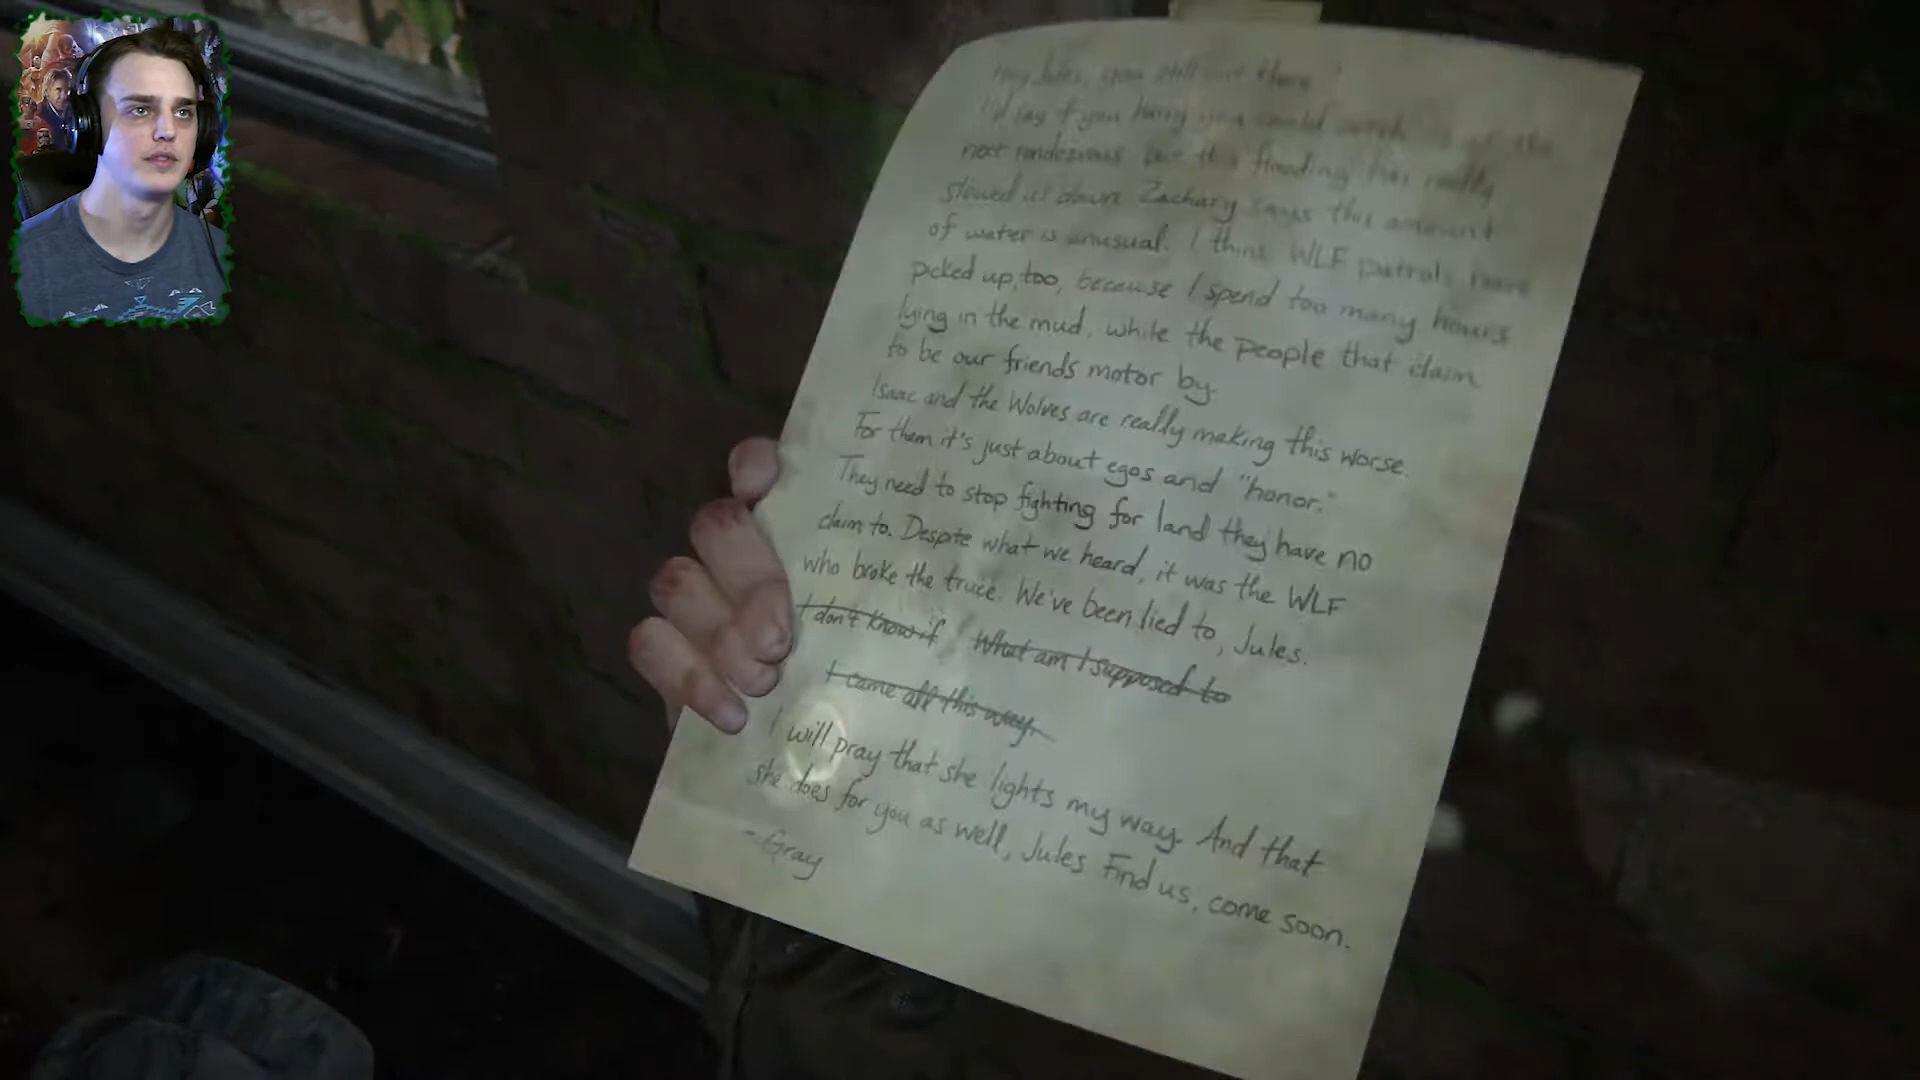 Hey Jules, you still out there?
I'd say if you hurry you could catch us at the
next rendezvous but this flooding has really
slowed us down. Zachary says this amount
of water is unusual. I think WLF patrols have
picked up, too, because I spend too many hours
lying in the mud, while the people that claim
to be our friends motor by.
Isaac and the Wolves are really making this worse.
For them it's just about egos and "honor."
They need to stop fighting for land they have no
claim to. Despite what we heard, it was the WLF
who broke the truce. We've been lied to, Jules.
I don't know if What am I supposed to
I came all this way.
I will pray that she lights my way. And that
she does for you as well, Jules. Find us, come soon.
-Gray